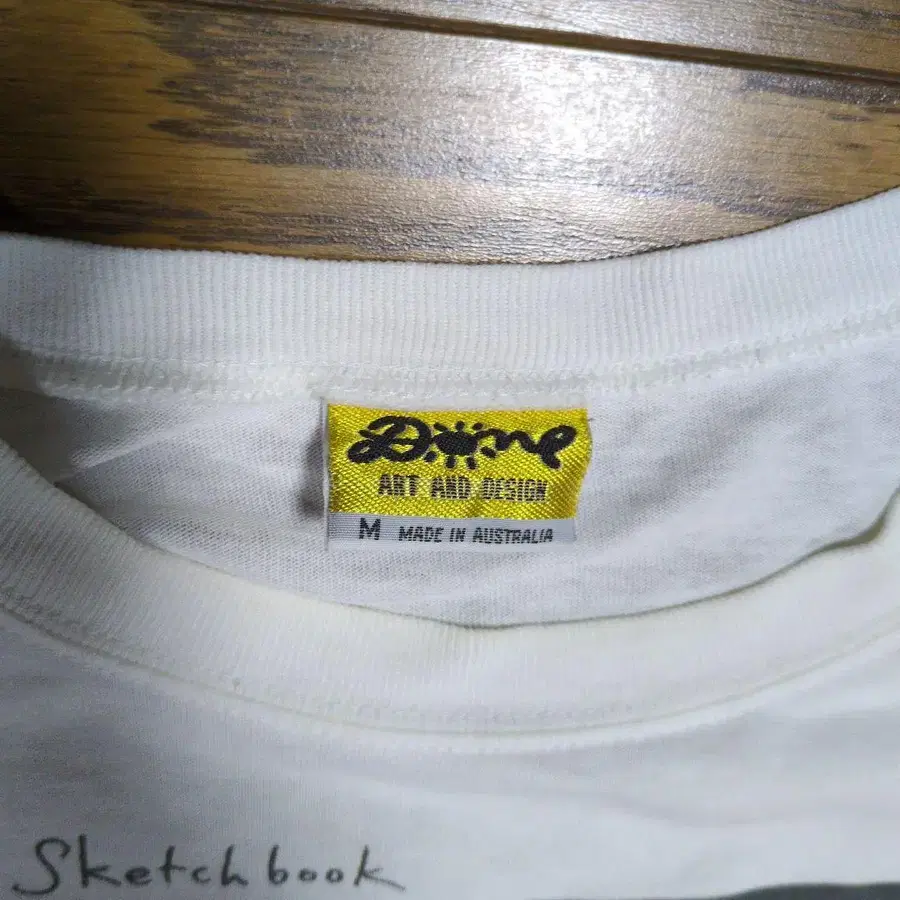 Done
ART AND DESIGN
M MADE IN AUSTRALIA
Sketchbook